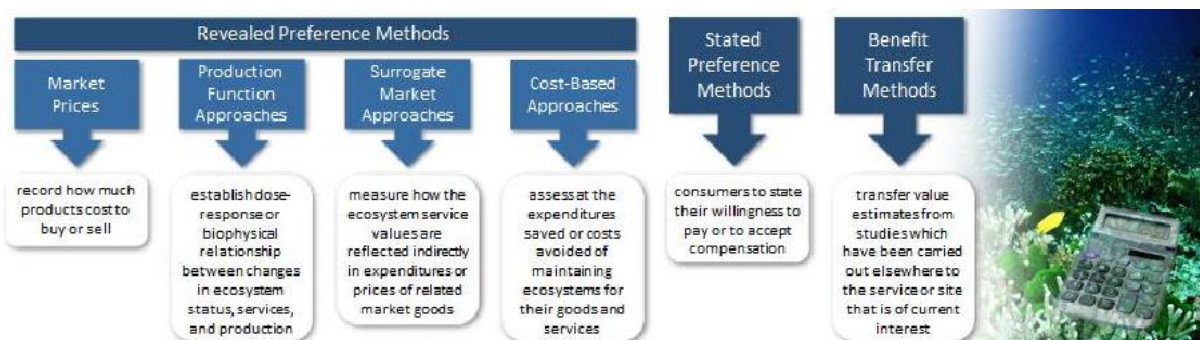 Revealed Preference Methods
Market
Prices
record how much
products cost to
buy or sell
Production
Function
Approaches
establish dose-
response or
biophysical
relationship
between changes
in ecosystem
status, services,
and production
Surrogate
Market
Approaches
measure how the
ecosystem service
values are
reflected indirectly
in expenditures or
prices of related
market goods
Cost-Based
Approaches
assess at the
expenditures
saved or costs
avoided of
maintaining
ecosystems for
their goods and
services
Stated
Preference
Methods
consumers to state
their willingness to
pay or to accept
compensation
Benefit
Transfer
Methods
transfer value
estimates from
studies which
have been carried
out elsewhere to
the service or site
that is of current
interest